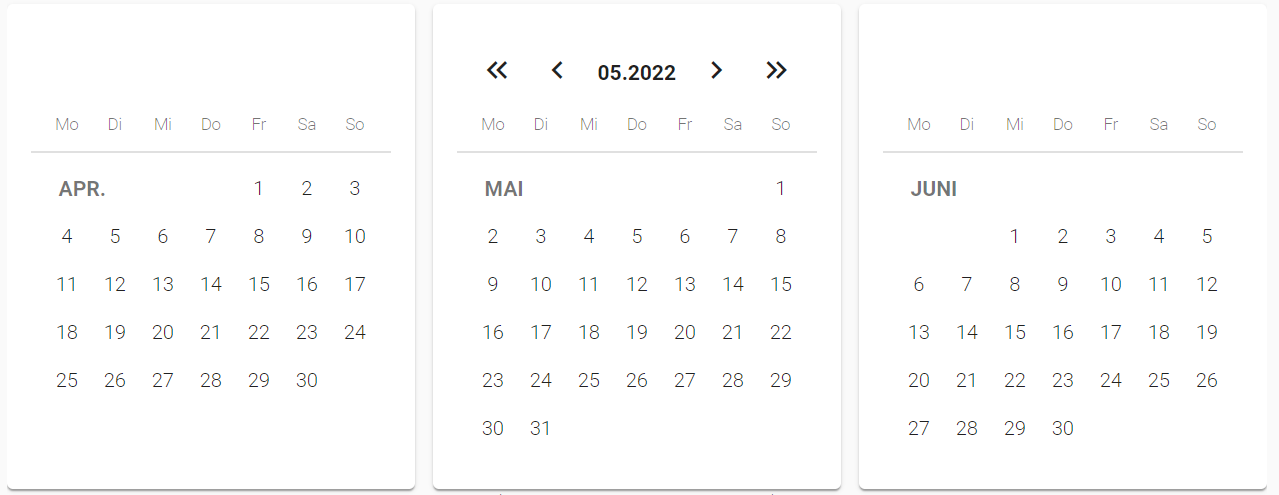 05.2022
Mo Di Mi Do Fr Sa So
APR. 1 2 3
4 5 6 7 8 9 10
11 12 13 14 15 16 17
18 19 20 21 22 23 24
25 26 27 28 29 30
Mo Di Mi Do Fr Sa So
MAI 1
2 3 4 5 6 7 8
9 10 11 12 13 14 15
16 17 18 19 20 21 22
23 24 25 26 27 28 29
30 31
Mo Di Mi Do Fr Sa So
JUNI
1 2 3 4 5
6 7 8 9 10 11 12
13 14 15 16 17 18 19
20 21 22 23 24 25 26
27 28 29 30